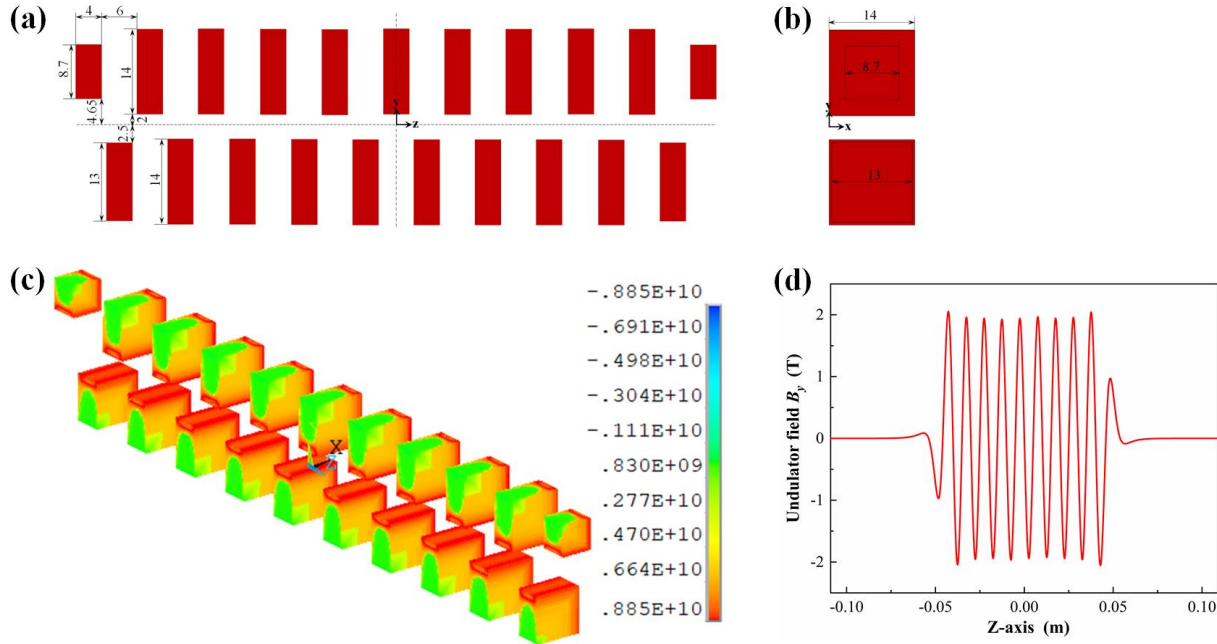 (a)
4
6
8.7
14
4.65
2
2.5
y
z
13
14
(b)
14
8.7
y
x
13
(c)
-.885E+10
-.691E+10
-.498E+10
-.304E+10
-.111E+10
.830E+09
.277E+10
.470E+10
.664E+10
.885E+10
X
Z
(d)
Undulator field By (T)
2
1
0
-1
-2
-0.10
-0.05
0.00
0.05
0.10
Z-axis (m)